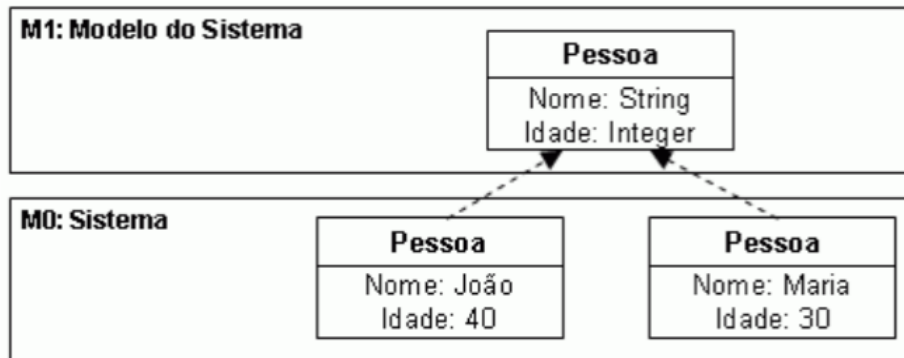 M1: Modelo do Sistema
Pessoa
Nome: String
Idade: Integer
M0: Sistema
Pessoa
Nome: João
Idade: 40
Pessoa
Nome: Maria
Idade: 30